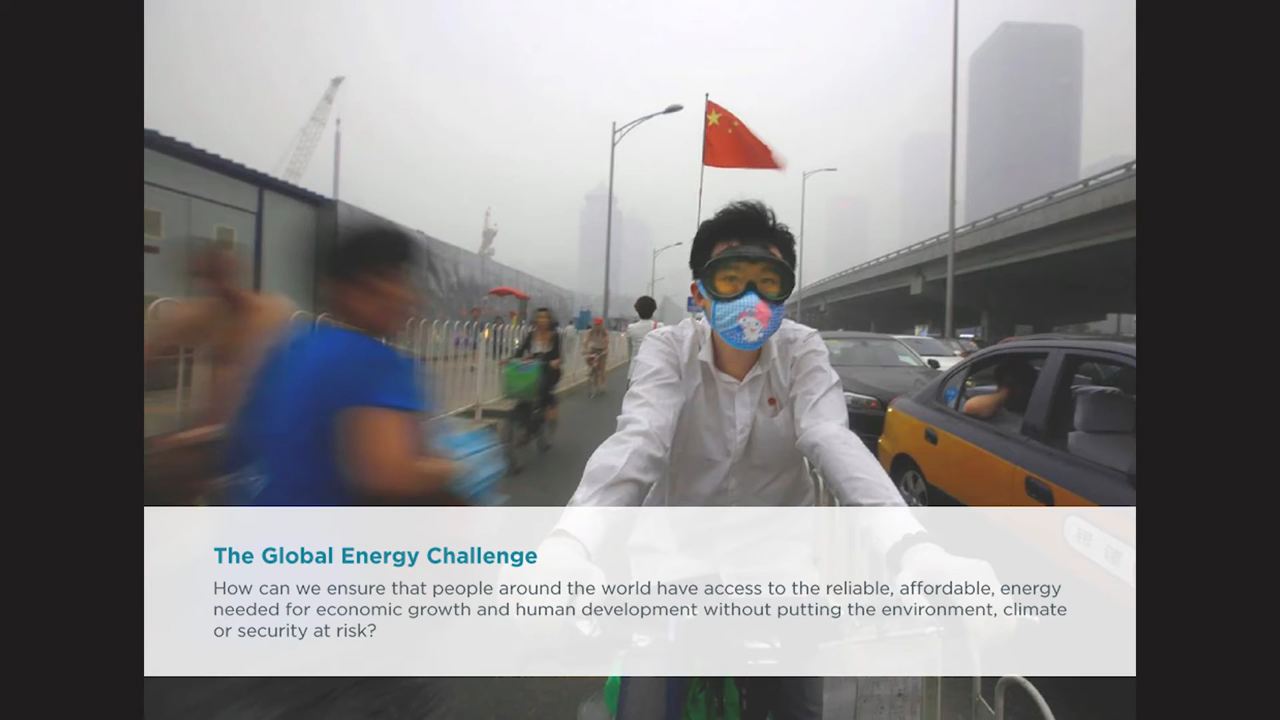 The Global Energy Challenge
How can we ensure that people around the world have access to the reliable, affordable, energy
needed for economic growth and human development without putting the environment, climate
or security at risk?